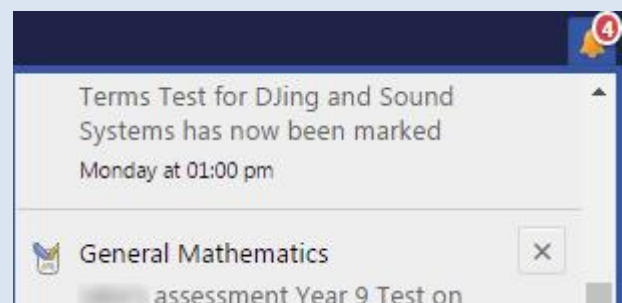 4
Terms Test for DJing and Sound
Systems has now been marked
Monday at 01:00 pm
General Mathematics
assessment Year 9 Test on